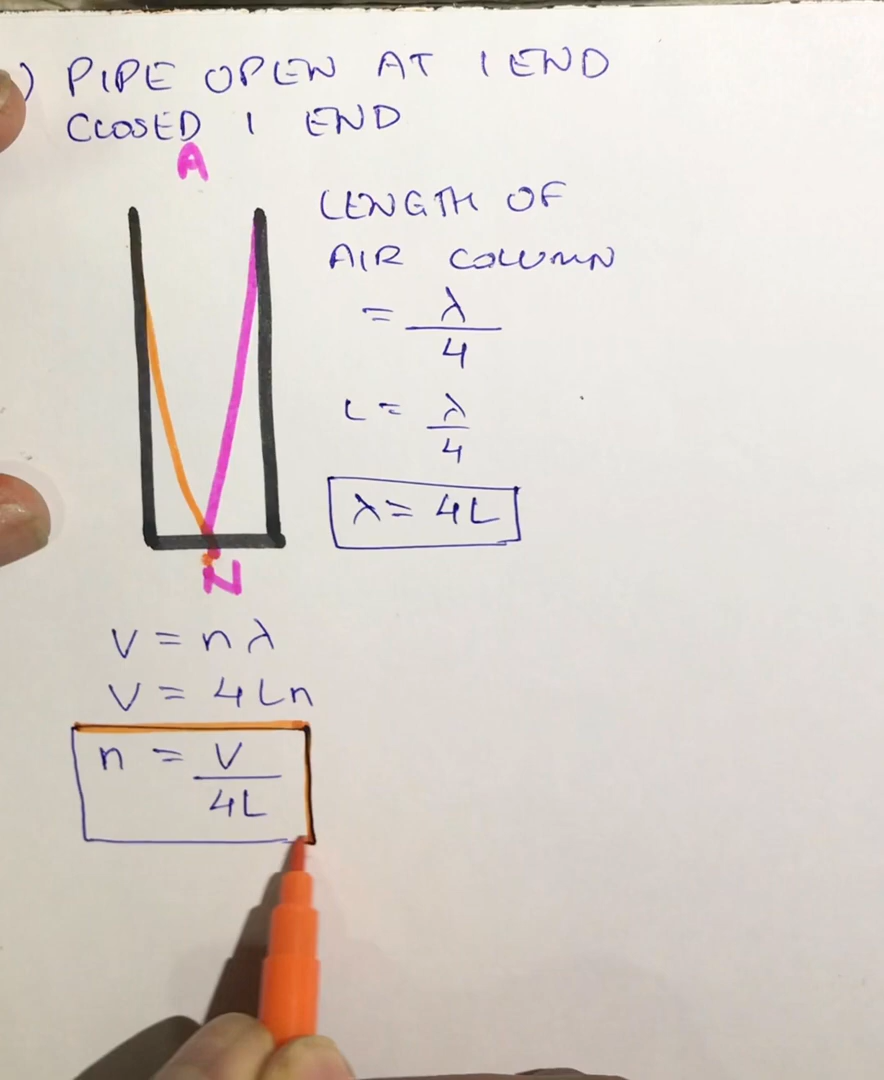 ) PIPE OPEN AT 1 END
CLOSED 1 END
A
LENGTH OF
AIR COLUMN
= λ/4
L = λ/4
λ = 4L
N
V = nλ
V = 4Ln
n = V/4L